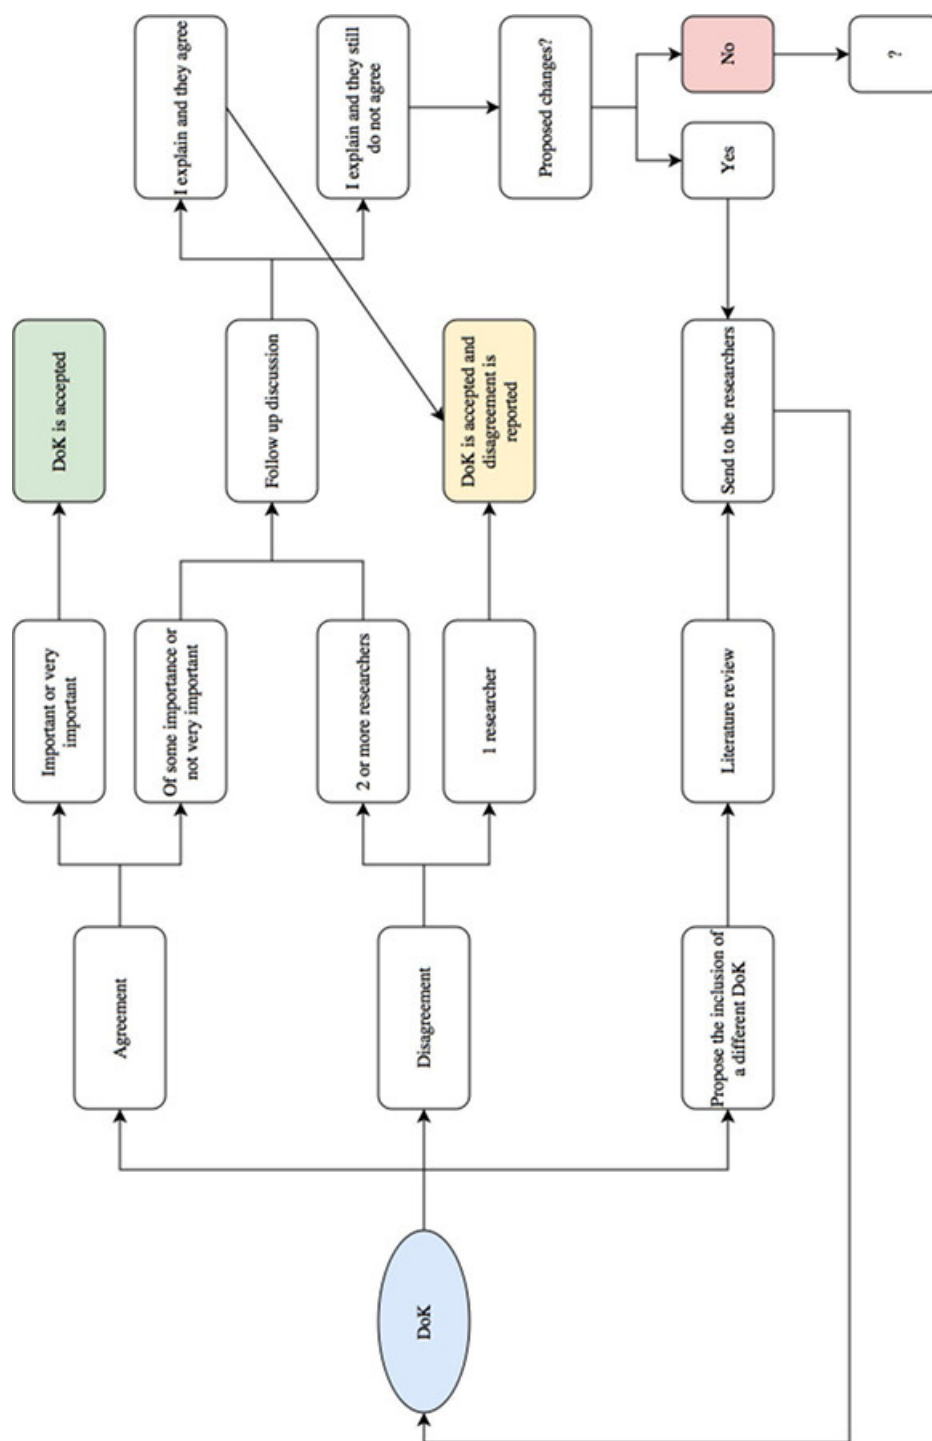 DoK
Agreement
Disagreement
Propose the inclusion of
a different DoK
Important or very
important
Of some importance or
not very important
2 or more researchers
1 researcher
Literature review
DoK is accepted
Follow up discussion
DoK is accepted and
disagreement is
reported
Send to the researchers
I explain and they agree
I explain and they still
do not agree
Proposed changes?
Yes
No
?